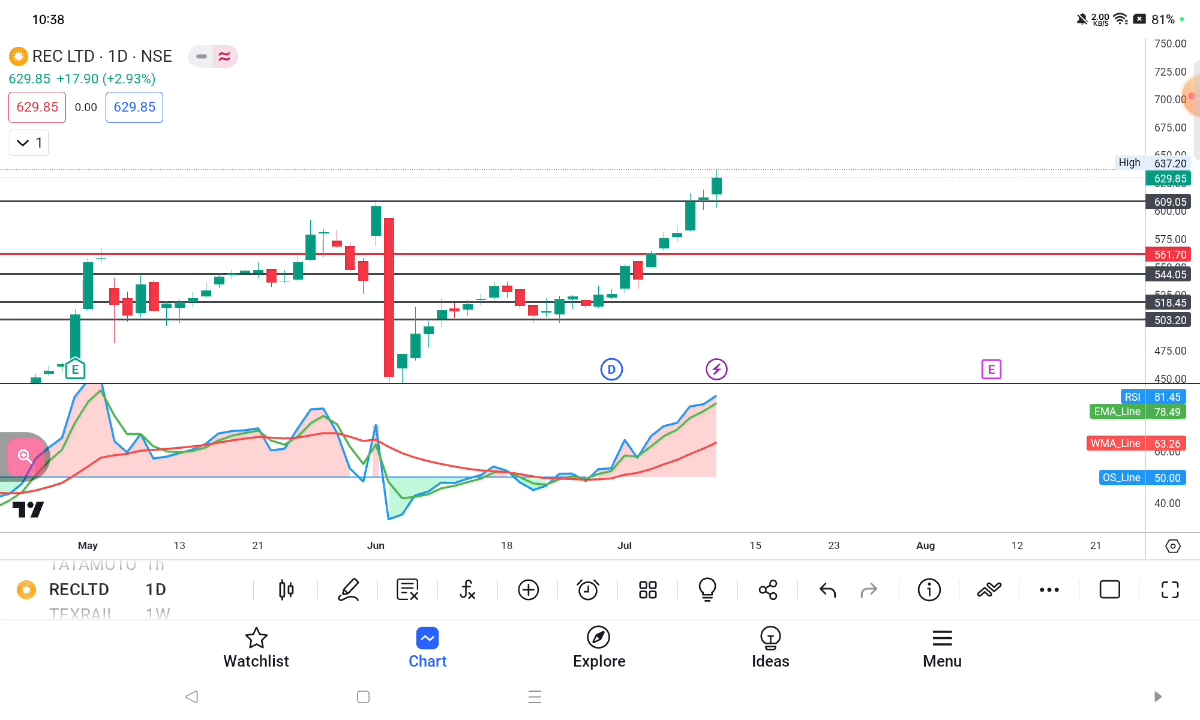 10:38
2.00 KB/S 81%
REC LTD · 1D · NSE
629.85 +17.90 (+2.93%)
629.85 0.00 629.85
1
750.00
725.00
700.00
675.00
650.00
High 637.20
629.85
609.05
600.00
575.00
561.70
544.05
518.45
503.20
475.00
450.00
E D E
RSI 81.45
EMA_Line 78.49
WMA_Line 63.26
60.00
OS_Line 50.00
40.00
May 13 21 Jun 18 Jul 15 23 Aug 12 21
TATAMOTO 1h
RECLTD 1D
TEXRAIL 1W
Watchlist Chart Explore Ideas Menu